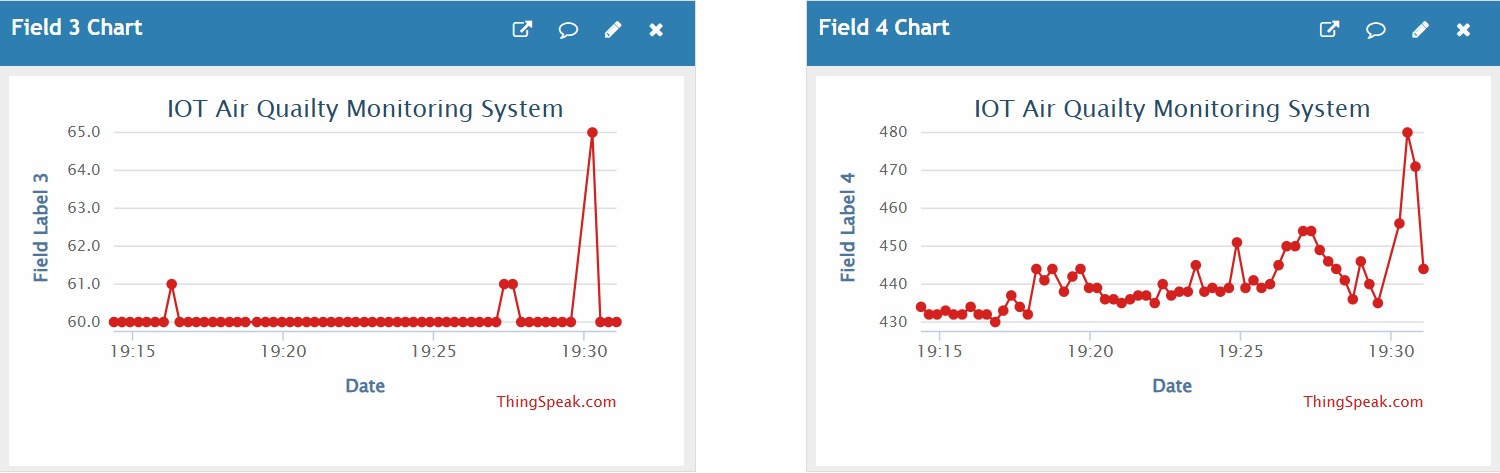 Field 3 Chart
IOT Air Quailty Monitoring System
Field Label 3
65.0
64.0
63.0
62.0
61.0
60.0
19:15 19:20 19:25 19:30
Date
ThingSpeak.com
Field 4 Chart
IOT Air Quailty Monitoring System
Field Label 4
480
470
460
450
440
430
19:15 19:20 19:25 19:30
Date
ThingSpeak.com